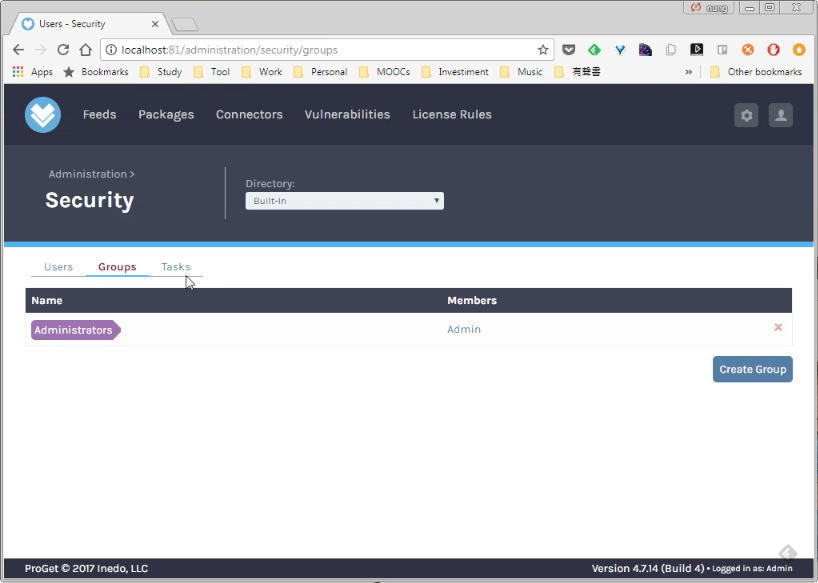 nung
Users - Security
localhost:81/administration/security/groups
Apps Bookmarks Study Tool Work Personal MOOCs Investiment Music 有聲書 » Other bookmarks
Feeds Packages Connectors Vulnerabilities License Rules
Administration >
Security
Directory:
Built-In
Users Groups Tasks
Name Members
Administrators Admin
Create Group
ProGet © 2017 Inedo, LLC Version 4.7.14 (Build 4) • Logged in as: Admin